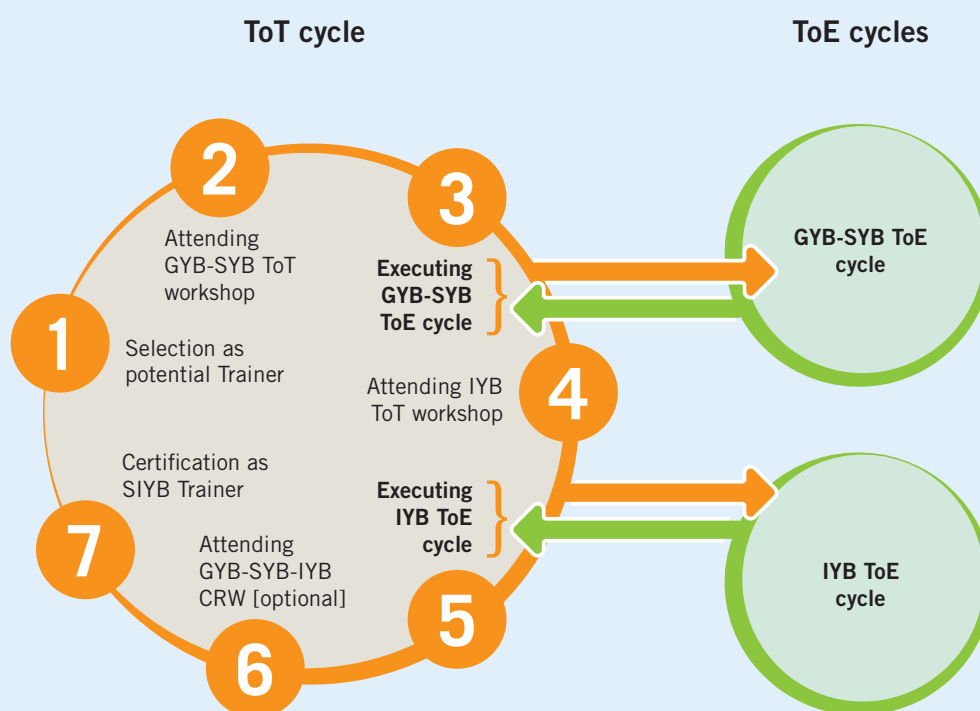 ToT cycle
ToE cycles
1
Selection as
potential Trainer
2
Attending
GYB-SYB ToT
workshop
3
Executing
GYB-SYB
ToE cycle
4
Attending IYB
ToT workshop
5
Executing
IYB ToE
cycle
6
Attending
GYB-SYB-IYB
CRW [optional]
7
Certification as
SIYB Trainer
GYB-SYB ToE
cycle
IYB ToE
cycle